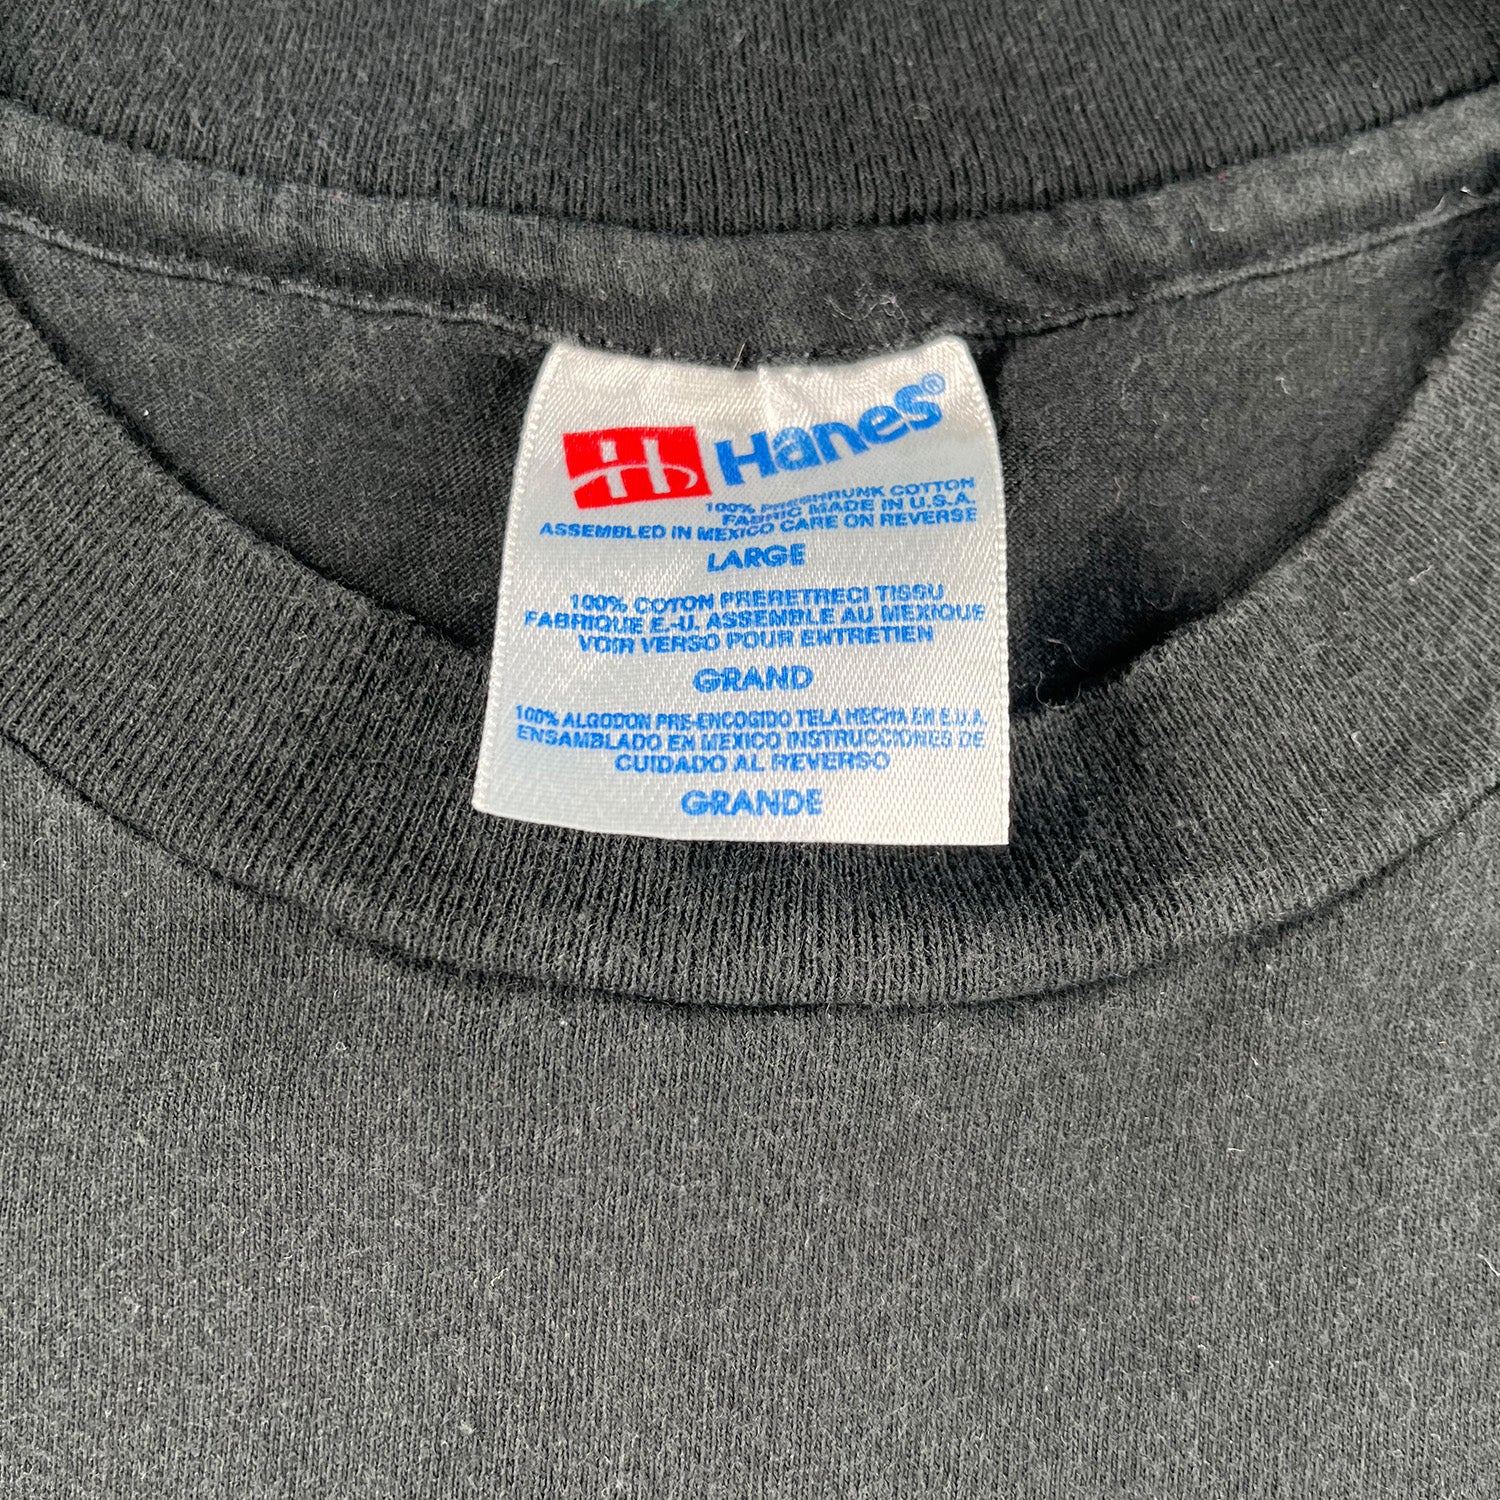 H Hanes®
100% PRESHRUNK COTTON
FABRIC MADE IN U.S.A.
ASSEMBLED IN MEXICO CARE ON REVERSE
LARGE
100% COTON PRERETRECI TISSU
FABRIQUE E.-U. ASSEMBLE AU MEXIQUE
VOIR VERSO POUR ENTRETIEN
GRAND
100% ALGODON PRE-ENCOGIDO TELA HECHA EN E.U.A.
ENSAMBLADO EN MEXICO INSTRUCCIONES DE
CUIDADO AL REVERSO
GRANDE